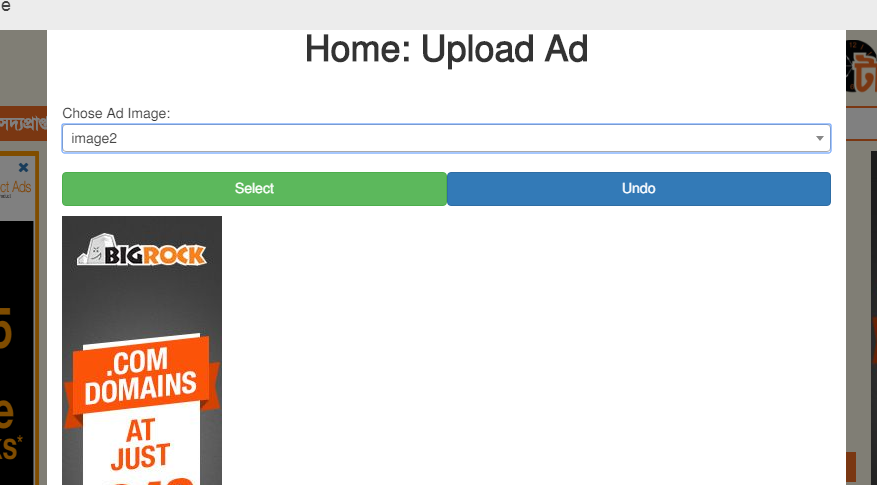 e
Home: Upload Ad
Chose Ad Image:
image2
Select
Undo
সদ্যপ্রাপ্ত
ct Ads
BIGROCK
.COM
DOMAINS
AT
JUST
5
e
ks*